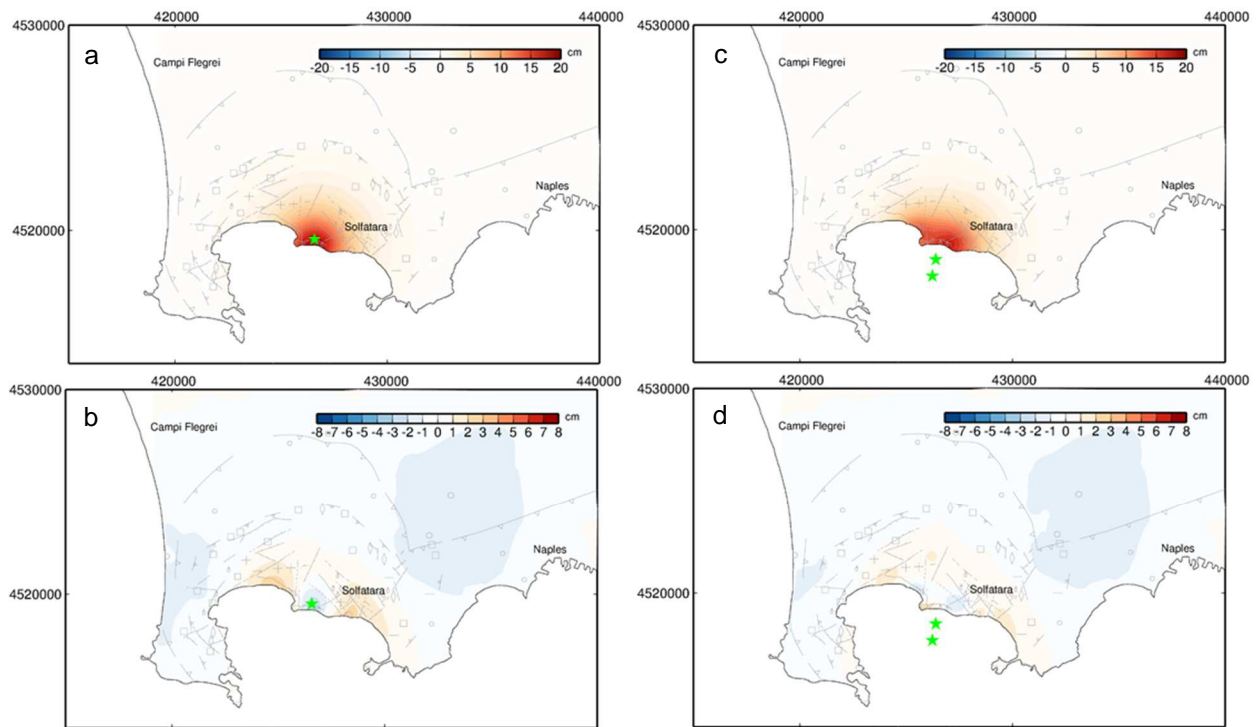 420000 430000 440000
4530000
a
Campi Flegrei
cm
-20 -15 -10 -5 0 5 10 15 20
Naples
Solfatara
4520000
420000 430000 440000
4530000
c
Campi Flegrei
cm
-20 -15 -10 -5 0 5 10 15 20
Naples
Solfatara
4520000
420000 430000 440000
4530000
b
Campi Flegrei
cm
-8 -7 -6 -5 -4 -3 -2 -1 0 1 2 3 4 5 6 7 8
Naples
Solfatara
4520000
420000 430000 440000
4530000
d
Campi Flegrei
cm
-8 -7 -6 -5 -4 -3 -2 -1 0 1 2 3 4 5 6 7 8
Naples
Solfatara
4520000